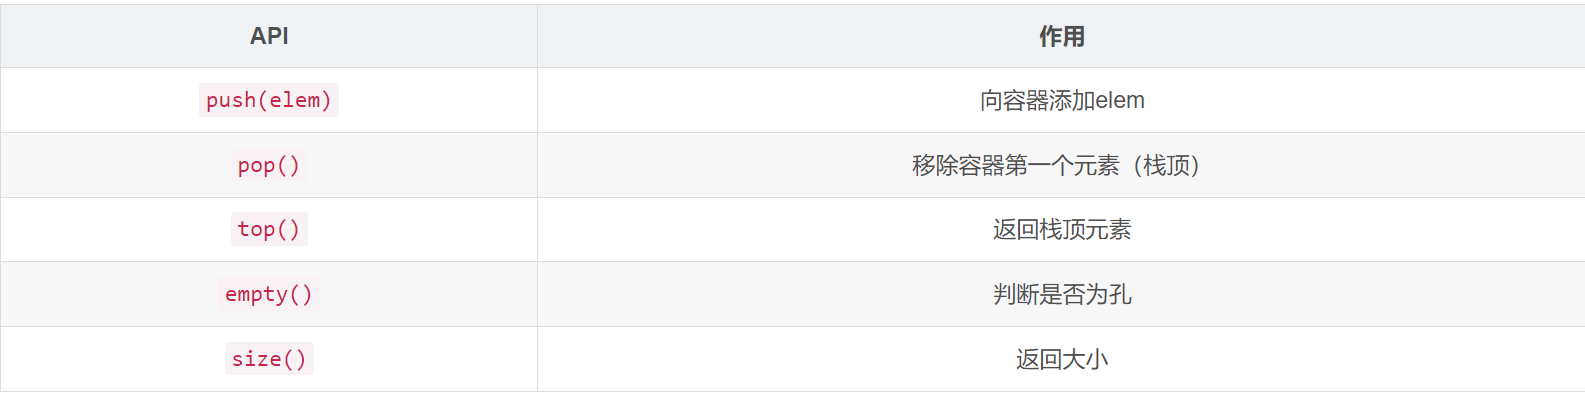 API 作用
push(elem) 向容器添加elem
pop() 移除容器第一个元素（栈顶）
top() 返回栈顶元素
empty() 判断是否为孔
size() 返回大小